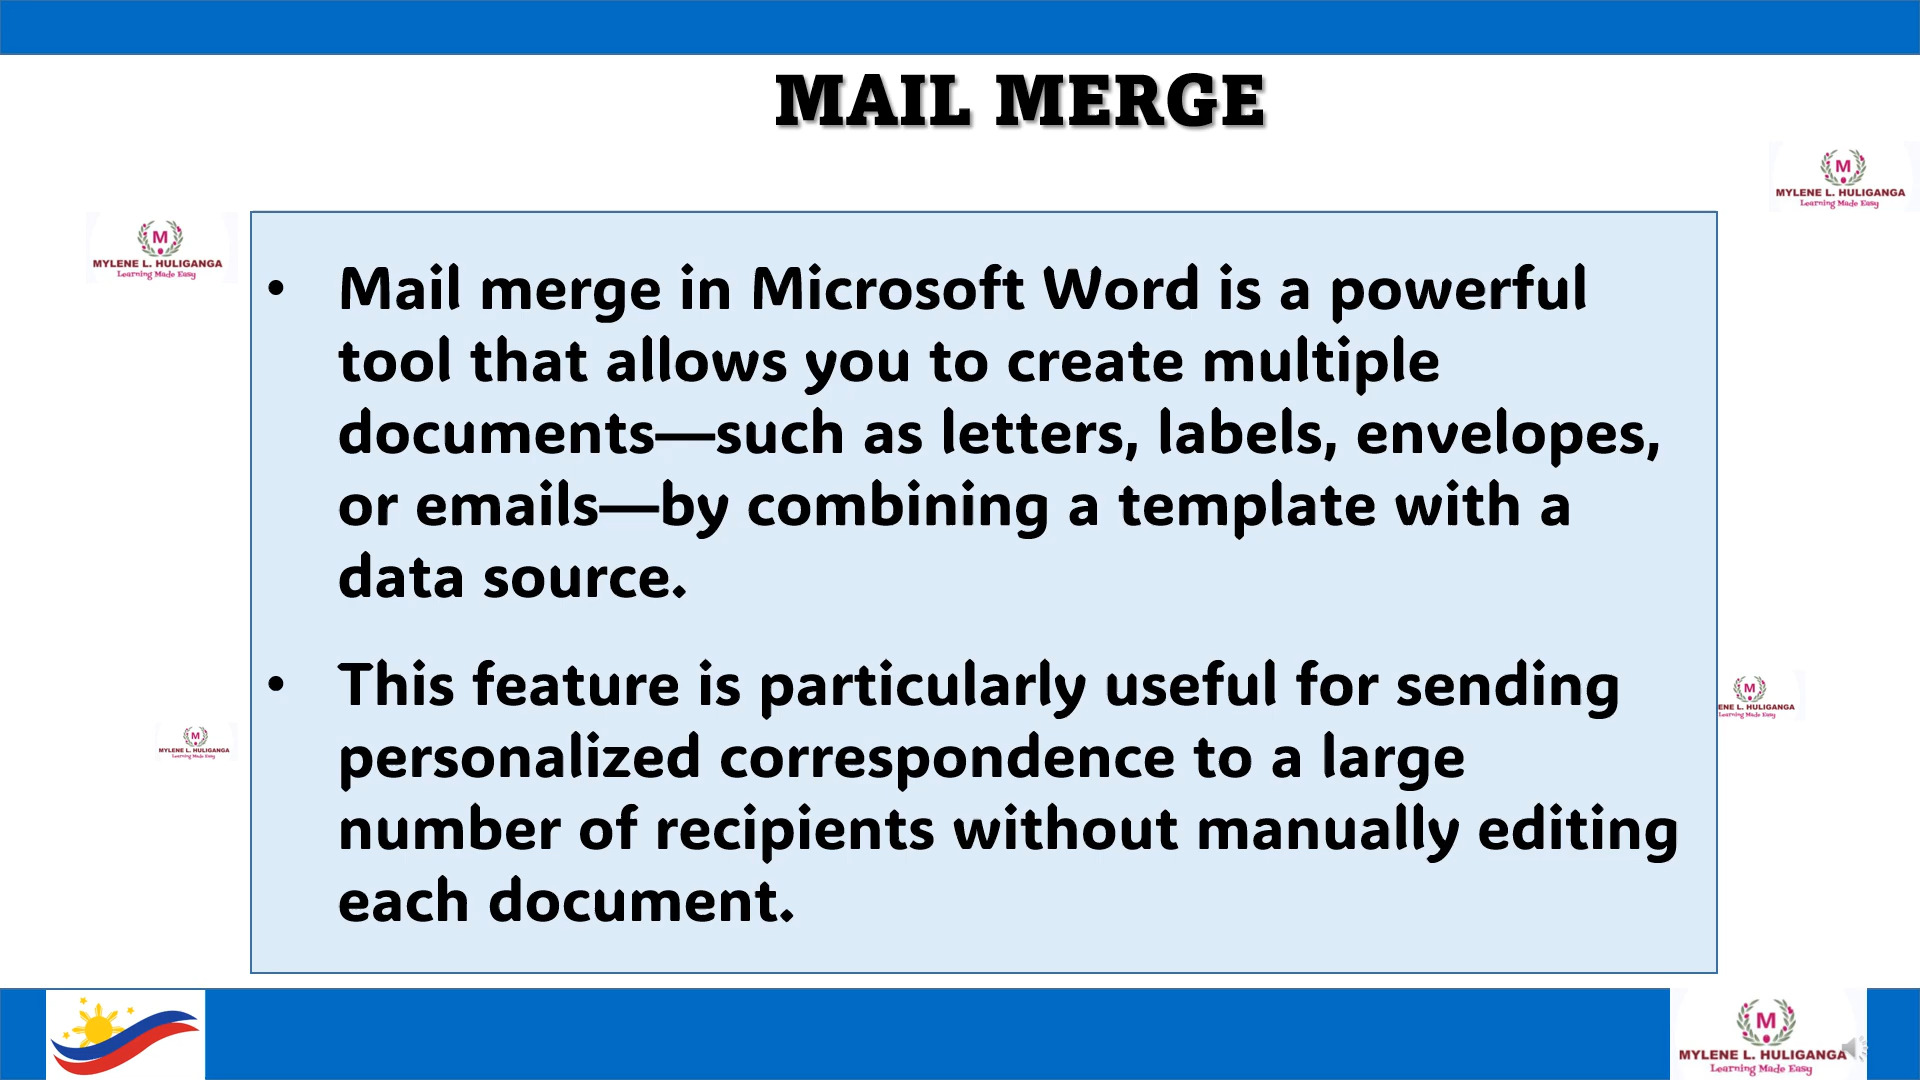 MAIL MERGE
M
MYLENE L. HULIGANGA
Learning Made Easy
M
MYLENE L. HULIGANGA
Learning Made Easy
• Mail merge in Microsoft Word is a powerful
tool that allows you to create multiple
documents—such as letters, labels, envelopes,
or emails—by combining a template with a
data source.
• This feature is particularly useful for sending
personalized correspondence to a large
number of recipients without manually editing
each document.
M
ENE L. HULIGANGA
Learning Made Easy
M
MYLENE L. HULIGANGA
Learning Made Easy
M
MYLENE L. HULIGANGA
Learning Made Easy